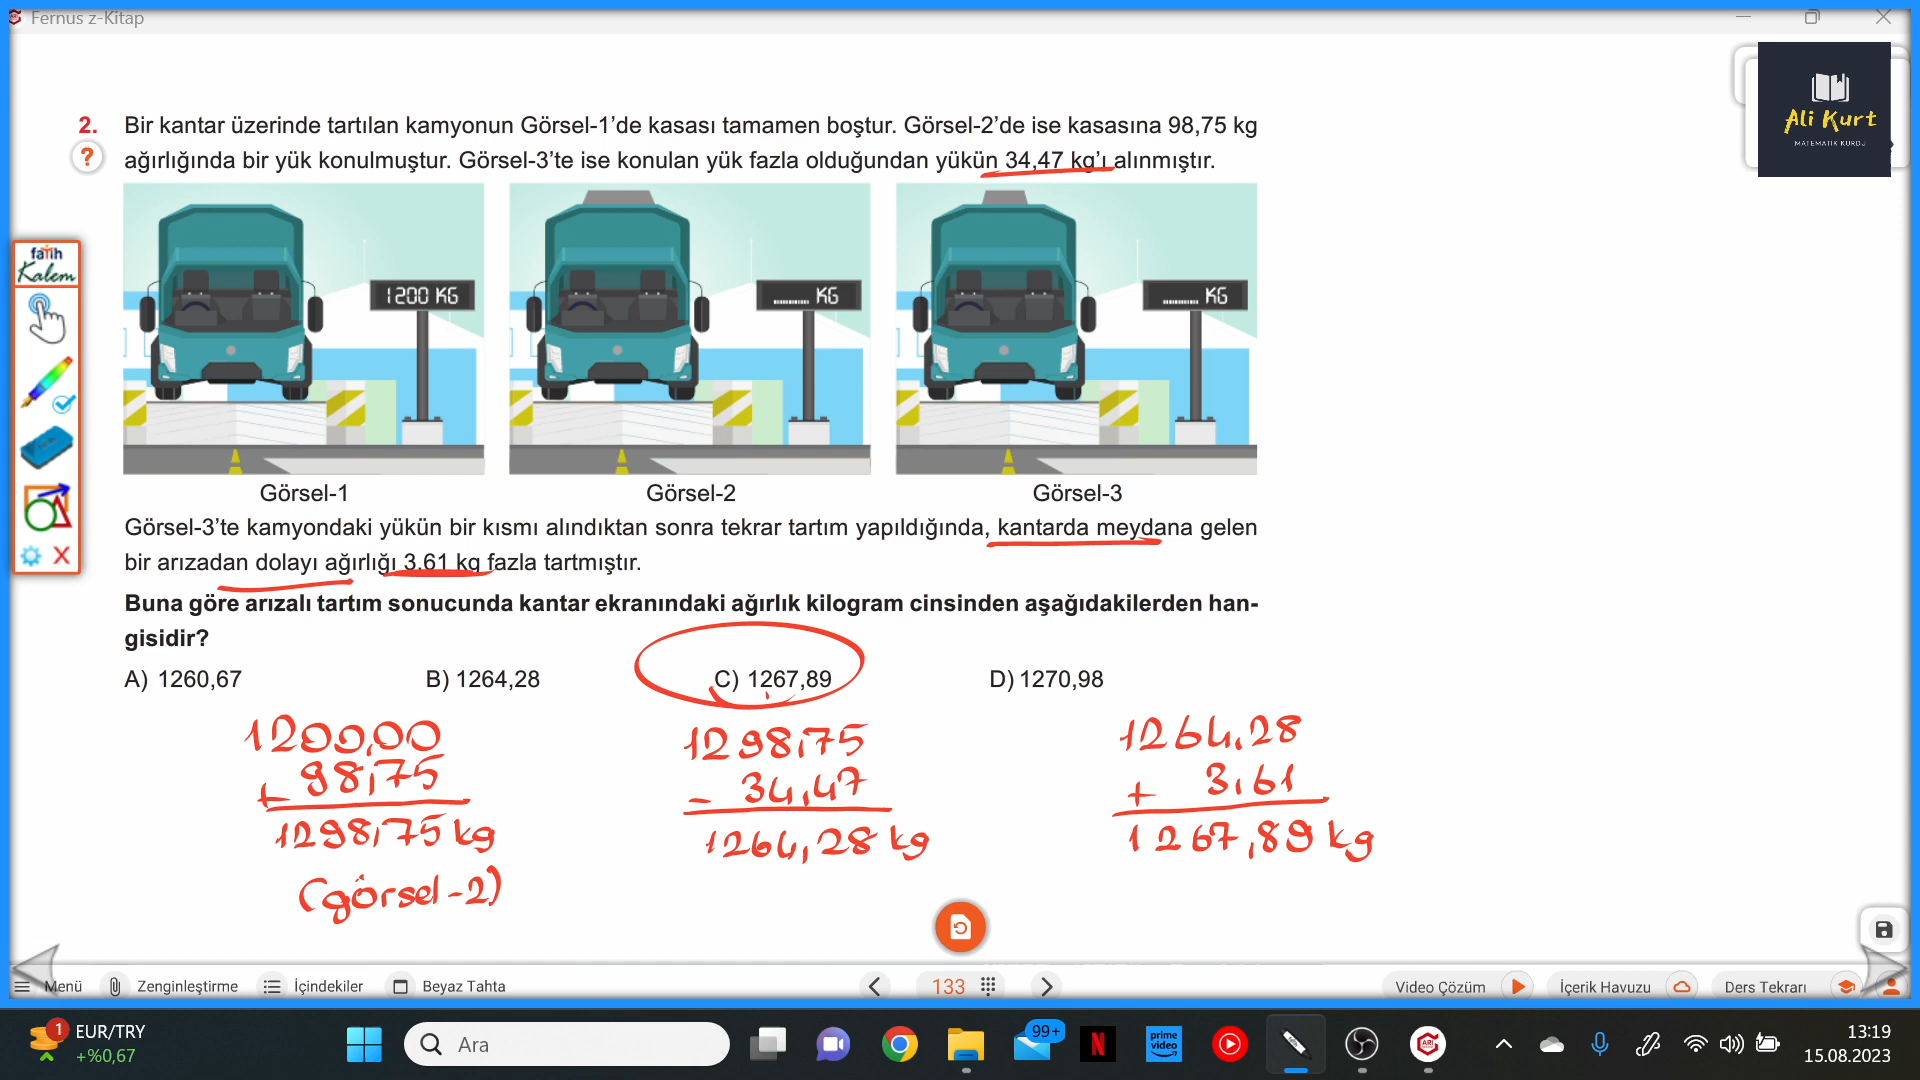 Fernus z-Kitap
Ali Kurt
MATEMATIK KURDU
2. Bir kantar üzerinde tartılan kamyonun Görsel-1’de kasası tamamen boştur. Görsel-2’de ise kasasına 98,75 kg
? ağırlığında bir yük konulmuştur. Görsel-3’te ise konulan yük fazla olduğundan yükün 34,47 kg’ı alınmıştır.
fatih
Kalem
1200 KG
......... KG
......... KG
Görsel-1
Görsel-2
Görsel-3
Görsel-3’te kamyondaki yükün bir kısmı alındıktan sonra tekrar tartım yapıldığında, kantarda meydana gelen
bir arızadan dolayı ağırlığı 3,61 kg fazla tartmıştır.
Buna göre arızalı tartım sonucunda kantar ekranındaki ağırlık kilogram cinsinden aşağıdakilerden han-
gisidir?
A) 1260,67
B) 1264,28
C) 1267,89
D) 1270,98
1200,00
+ 98,75
1298,75 kg
(görsel-2)
1298,75
- 34,47
1264,28 kg
1264,28
+ 3,61
1267,89 kg
Menü
Zenginleştirme
İçindekiler
Beyaz Tahta
133
Video Çözüm
İçerik Havuzu
Ders Tekrarı
1
EUR/TRY
+%0,67
Ara
99+
N
prime
video
ARI
13:19
15.08.2023